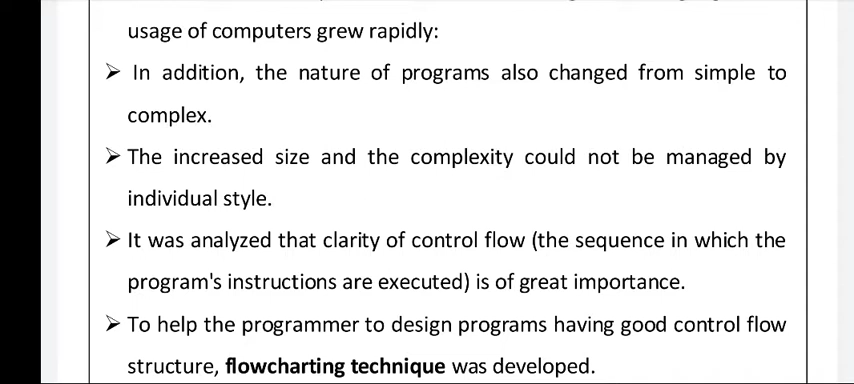 usage of computers grew rapidly:
➢ In addition, the nature of programs also changed from simple to
complex.
➢ The increased size and the complexity could not be managed by
individual style.
➢ It was analyzed that clarity of control flow (the sequence in which the
program's instructions are executed) is of great importance.
➢ To help the programmer to design programs having good control flow
structure, flowcharting technique was developed.